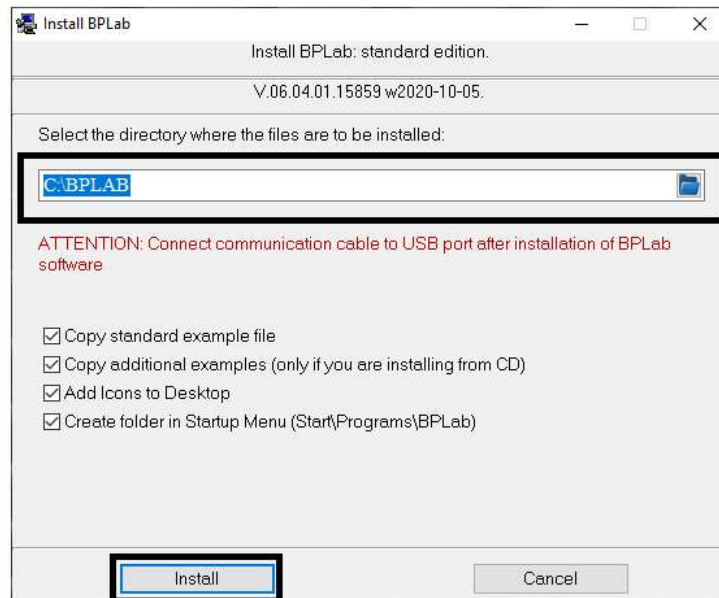 Install BPLab
Install BPLab: standard edition.
V.06.04.01.15859 w2020-10-05.
Select the directory where the files are to be installed:
C:\BPLAB
ATTENTION: Connect communication cable to USB port after installation of BPLab
software
Copy standard example file
Copy additional examples (only if you are installing from CD)
Add Icons to Desktop
Create folder in Startup Menu (Start\Programs\BPLab)
Install
Cancel